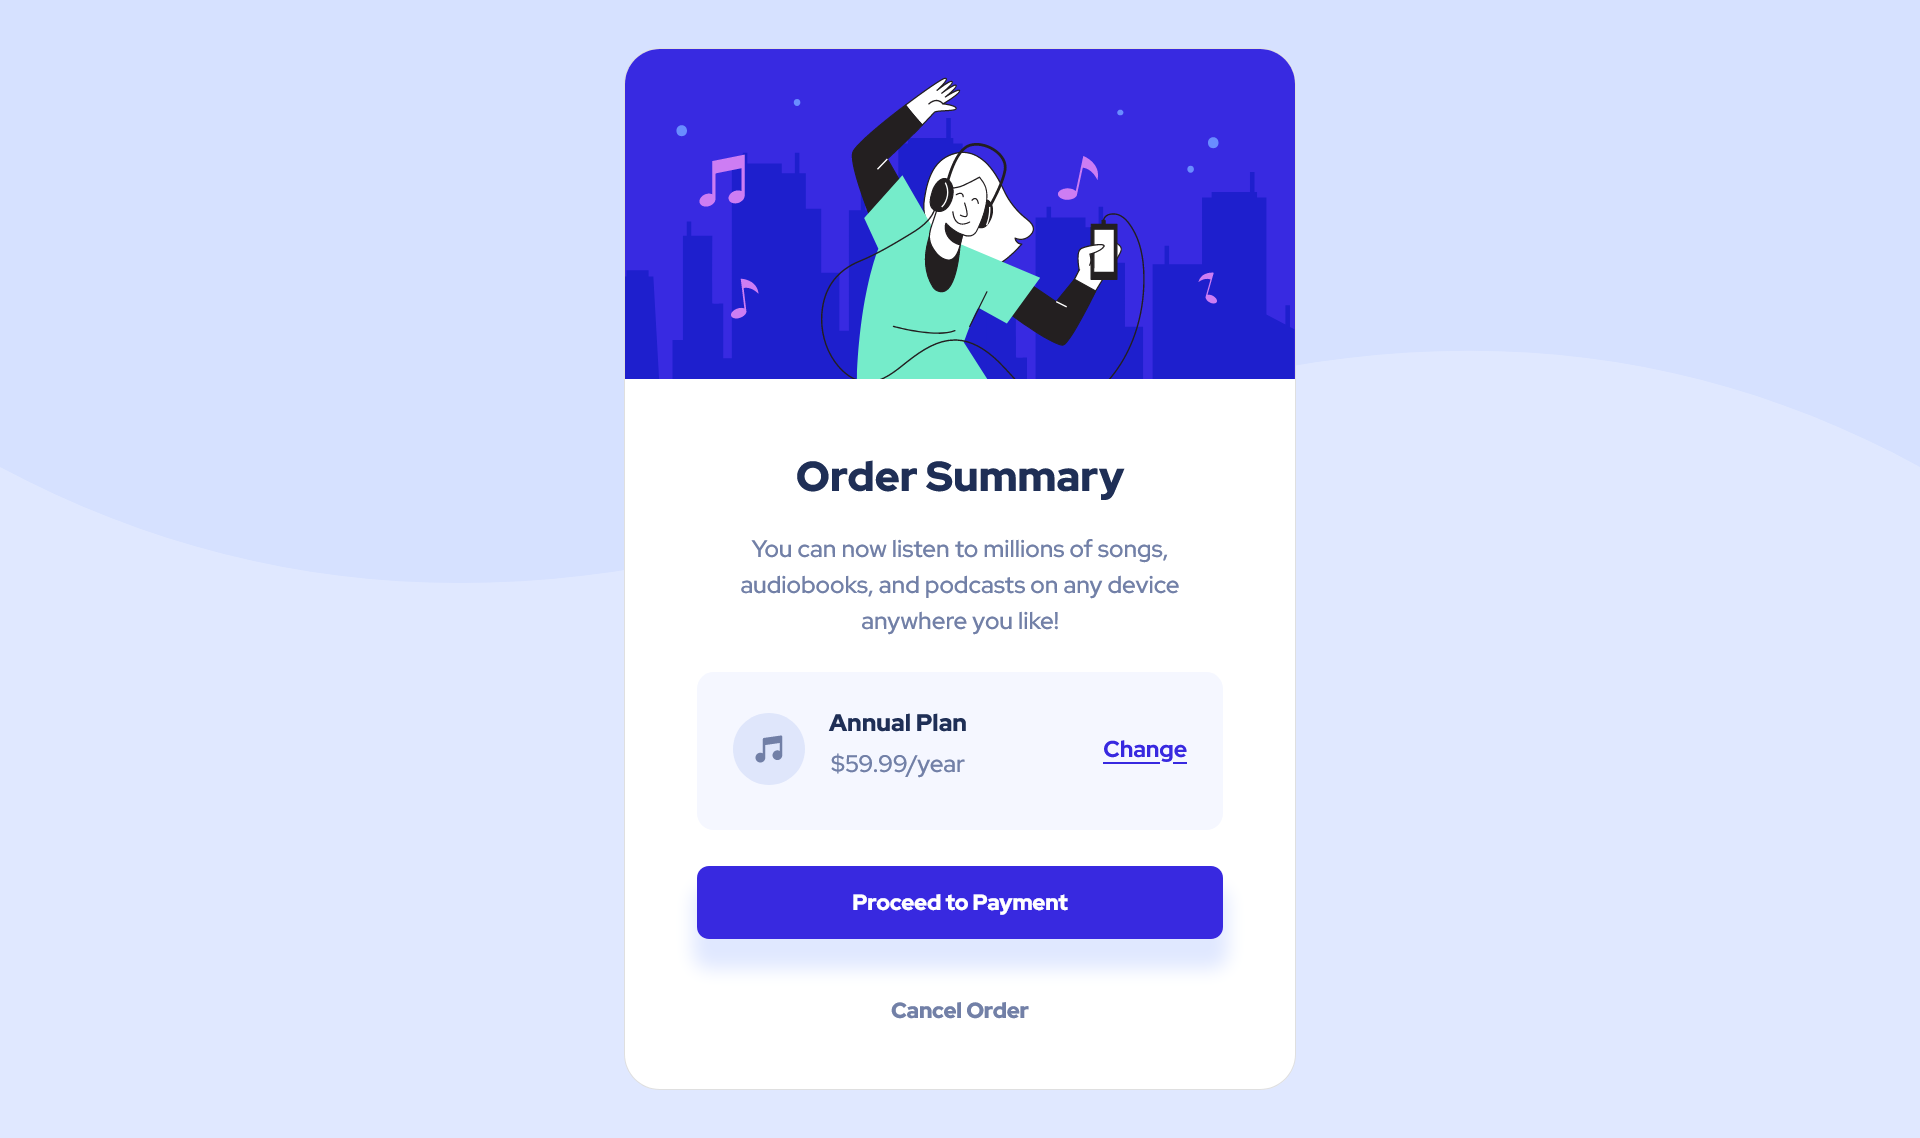 Order Summary
You can now listen to millions of songs,
audiobooks, and podcasts on any device
anywhere you like!
Annual Plan
$59.99/year
Change
Proceed to Payment
Cancel Order